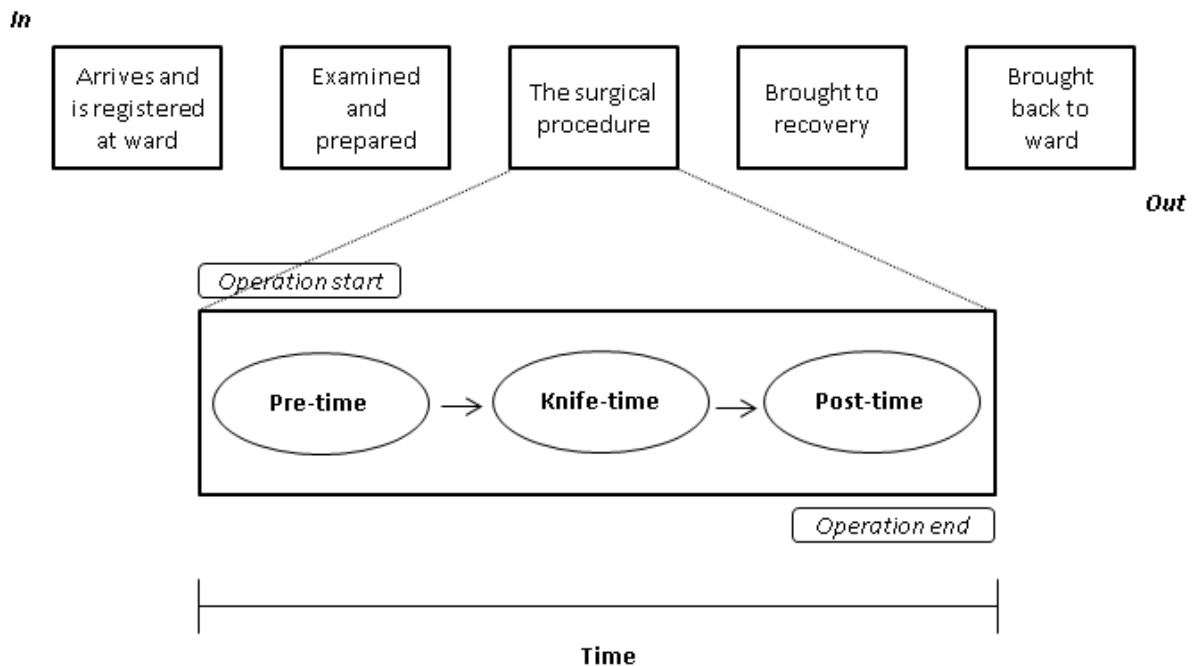 In
Arrives and
is registered
at ward
Examined
and
prepared
The surgical
procedure
Brought to
recovery
Brought
back to
ward
Out
Operation start
Pre-time
Knife-time
Post-time
Operation end
Time